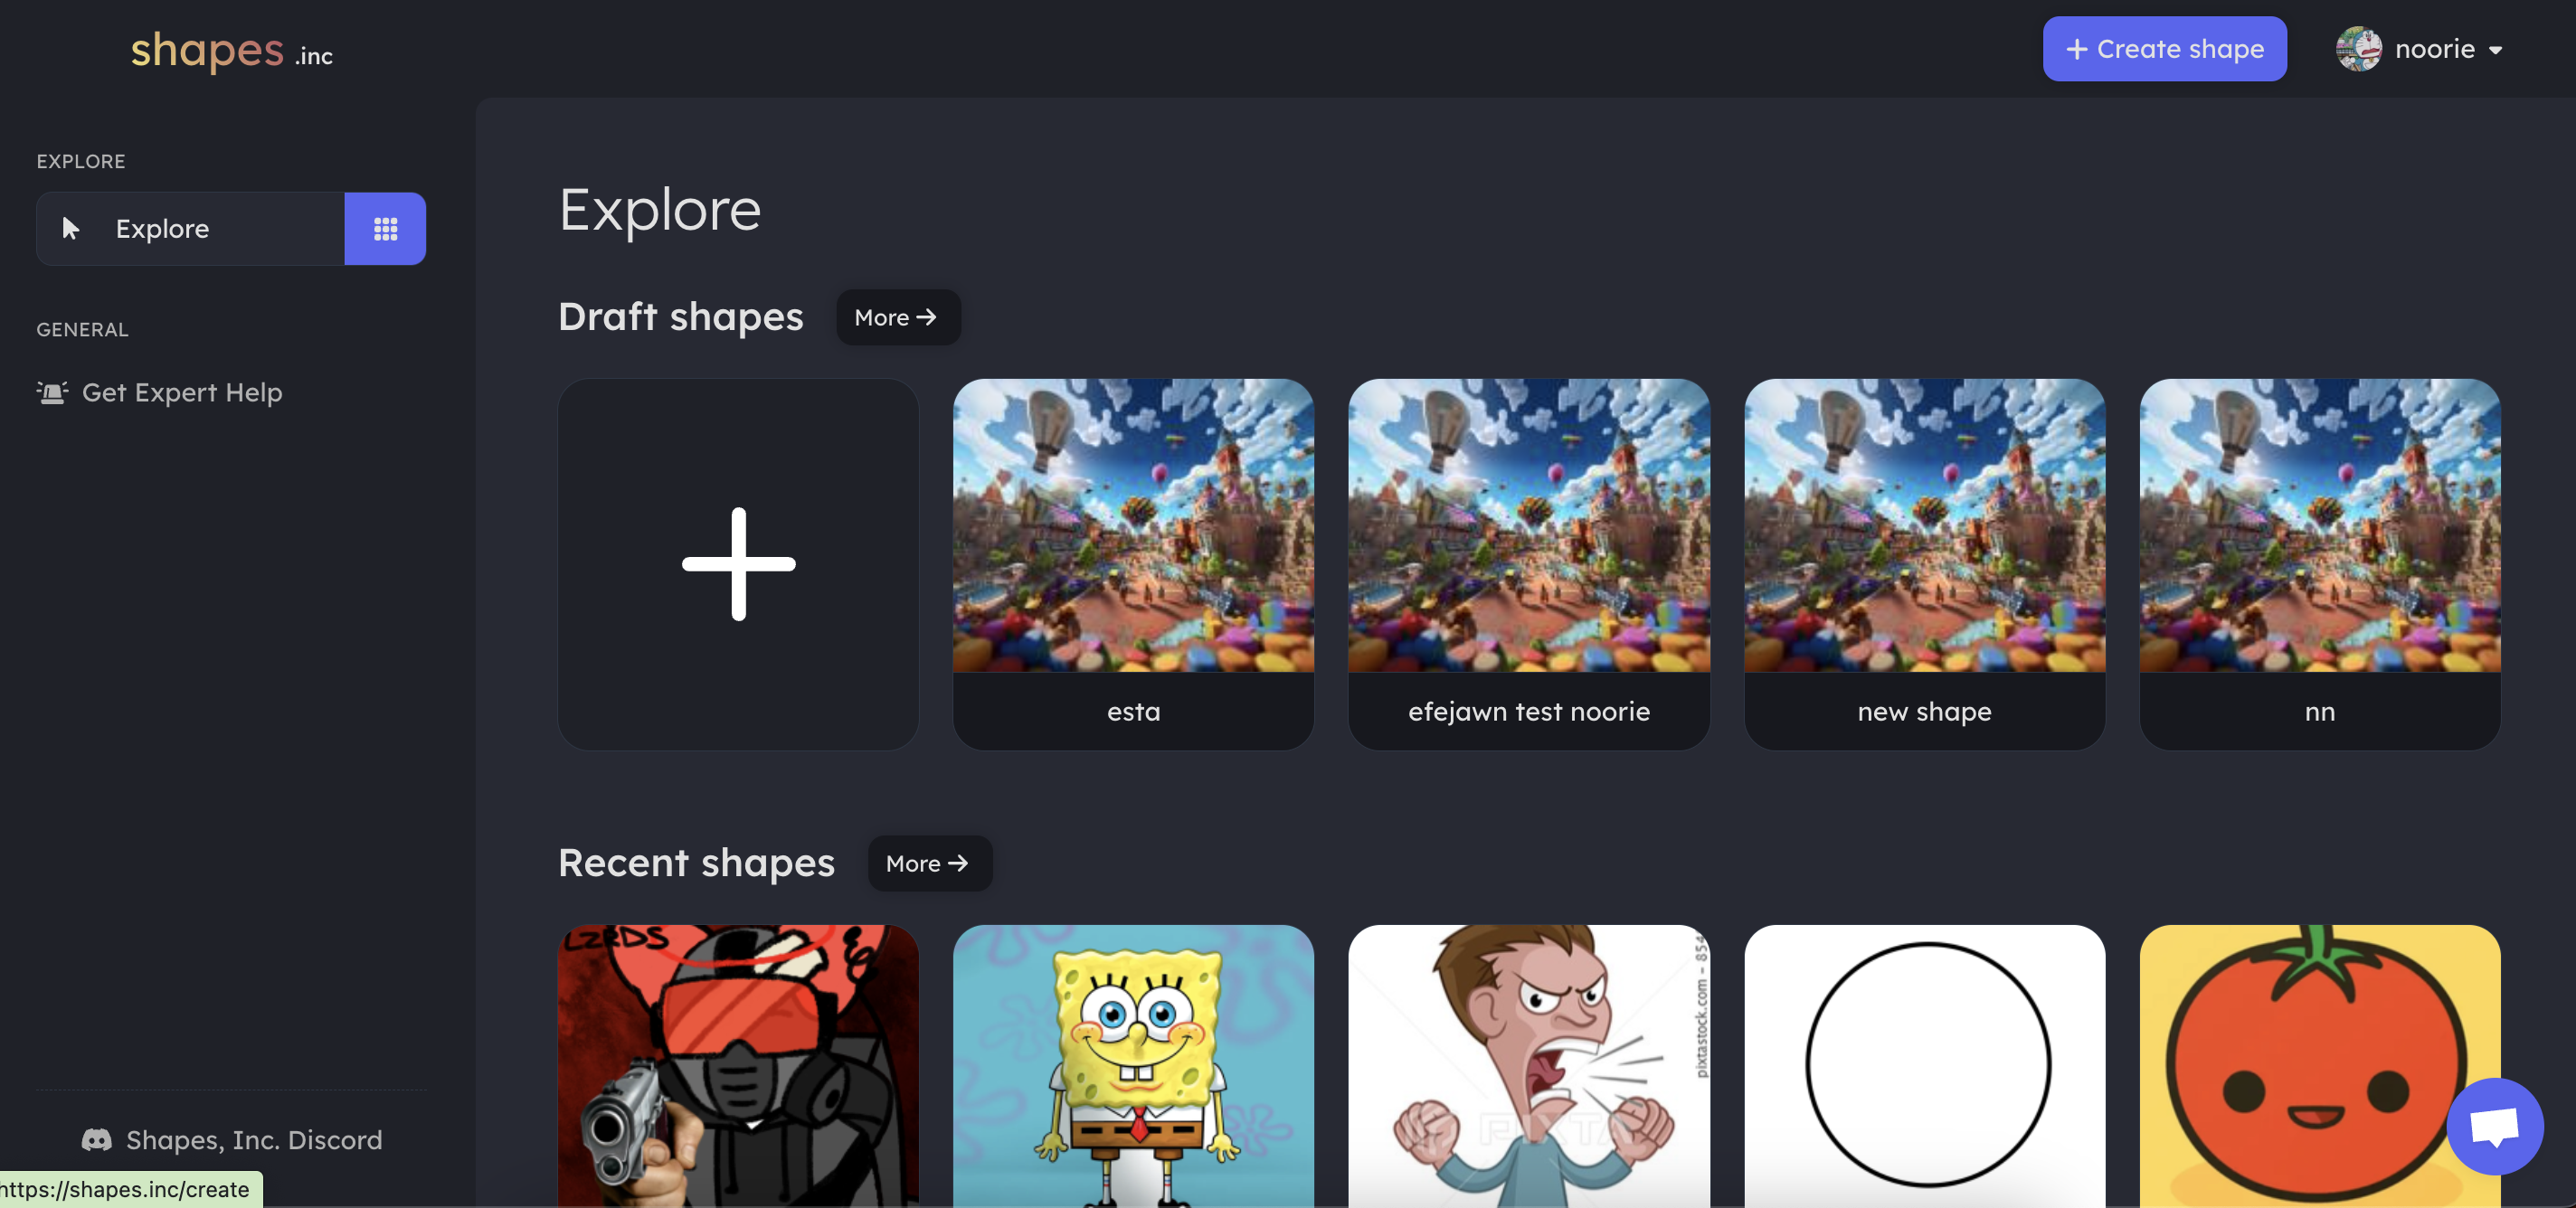 shapes .inc
+ Create shape
noorie
EXPLORE
Explore
GENERAL
Get Expert Help
Explore
Draft shapes
More →
esta
efejawn test noorie
new shape
nn
Recent shapes
More →
LZRDS
pixtastock.com - 854
PIXTA
Shapes, Inc. Discord
https://shapes.inc/create